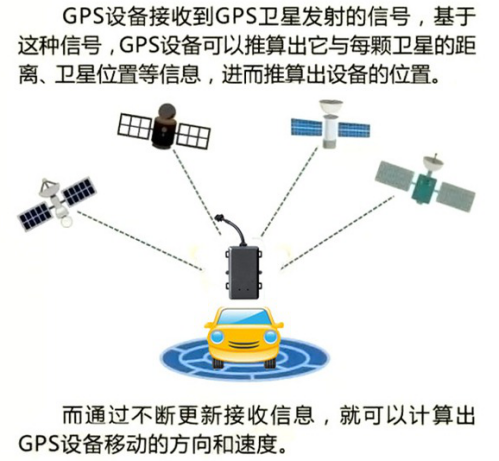 GPS设备接收到GPS卫星发射的信号，基于
这种信号，GPS设备可以推算出它与每颗卫星的距
离、卫星位置等信息，进而推算出设备的位置。
而通过不断更新接收信息，就可以计算出
GPS设备移动的方向和速度。